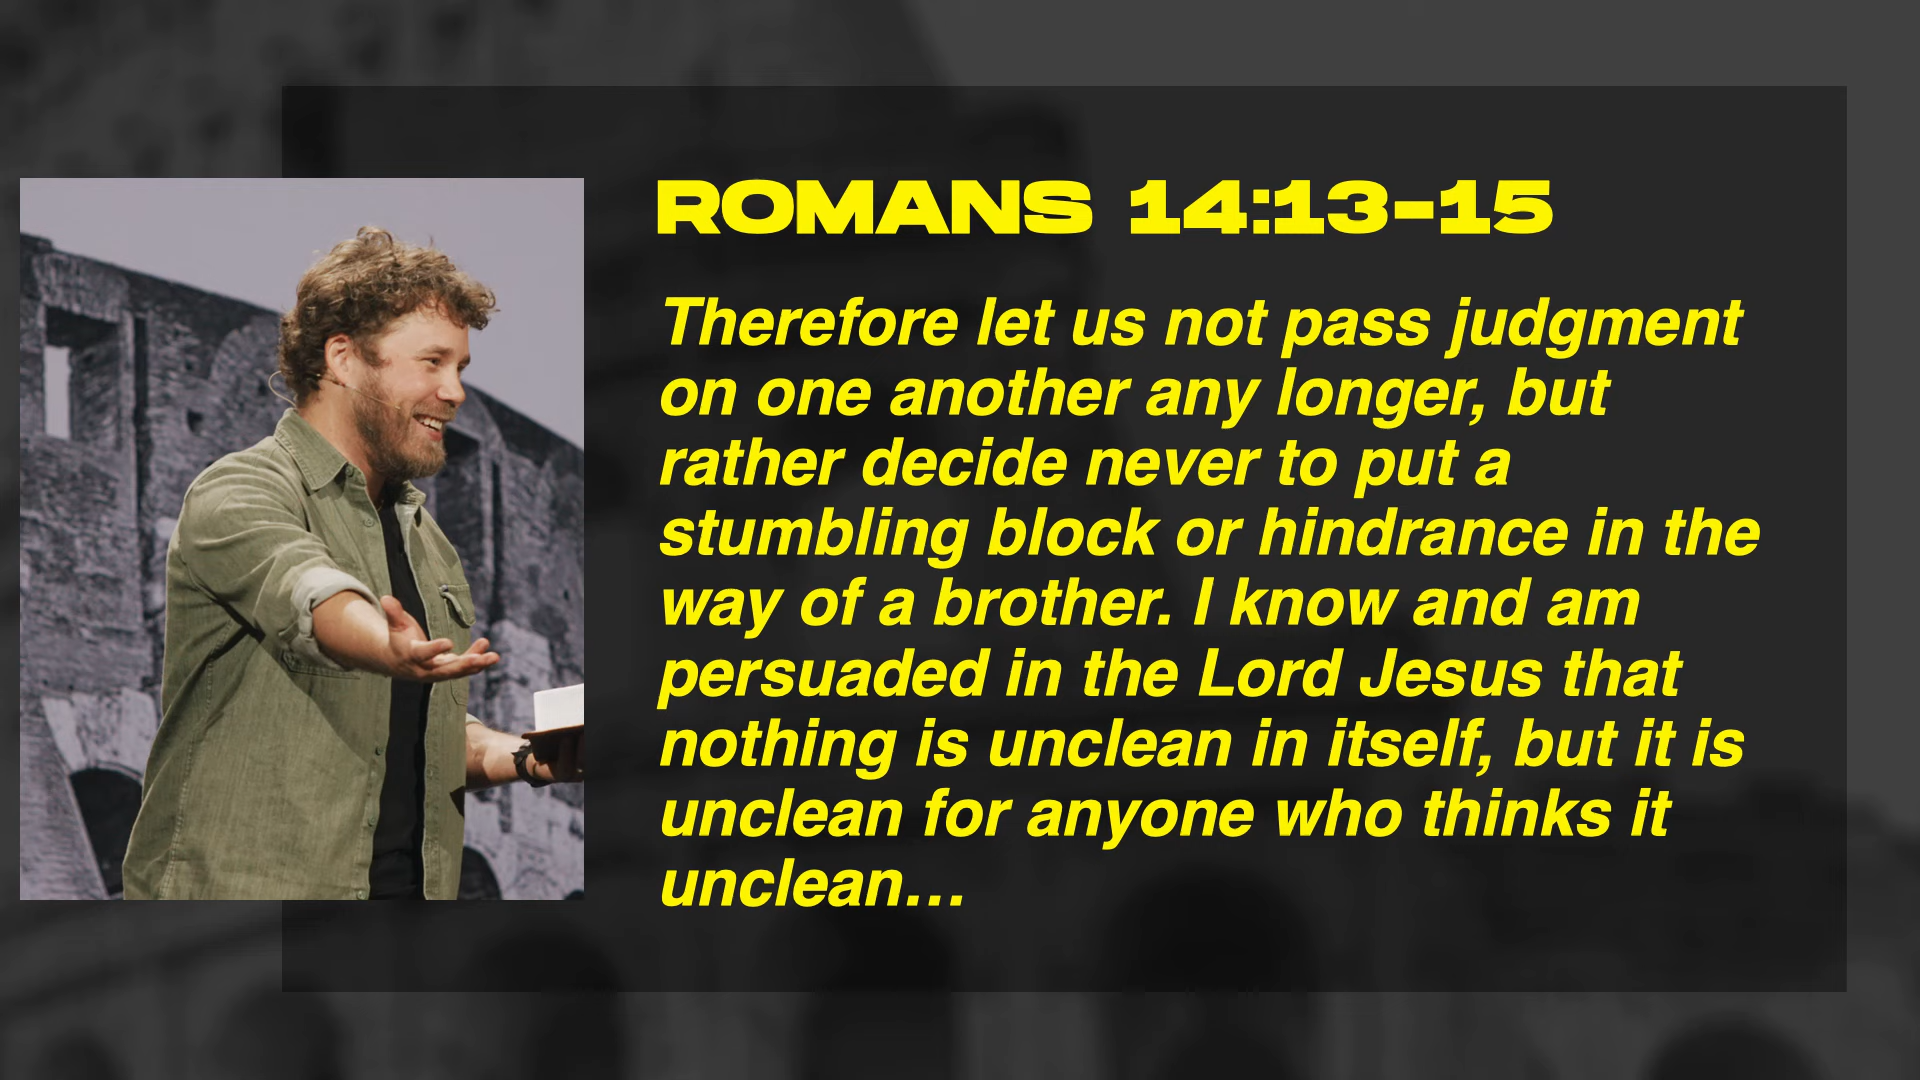 ROMANS 14:13-15
Therefore let us not pass judgment
on one another any longer, but
rather decide never to put a
stumbling block or hindrance in the
way of a brother. I know and am
persuaded in the Lord Jesus that
nothing is unclean in itself, but it is
unclean for anyone who thinks it
unclean…